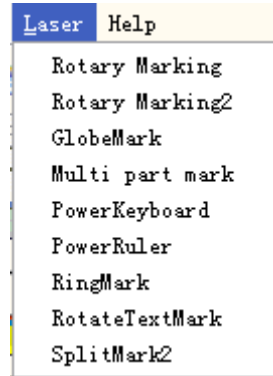 Laser Help
Rotary Marking
Rotary Marking2
GlobeMark
Multi part mark
PowerKeyboard
PowerRuler
RingMark
RotateTextMark
SplitMark2